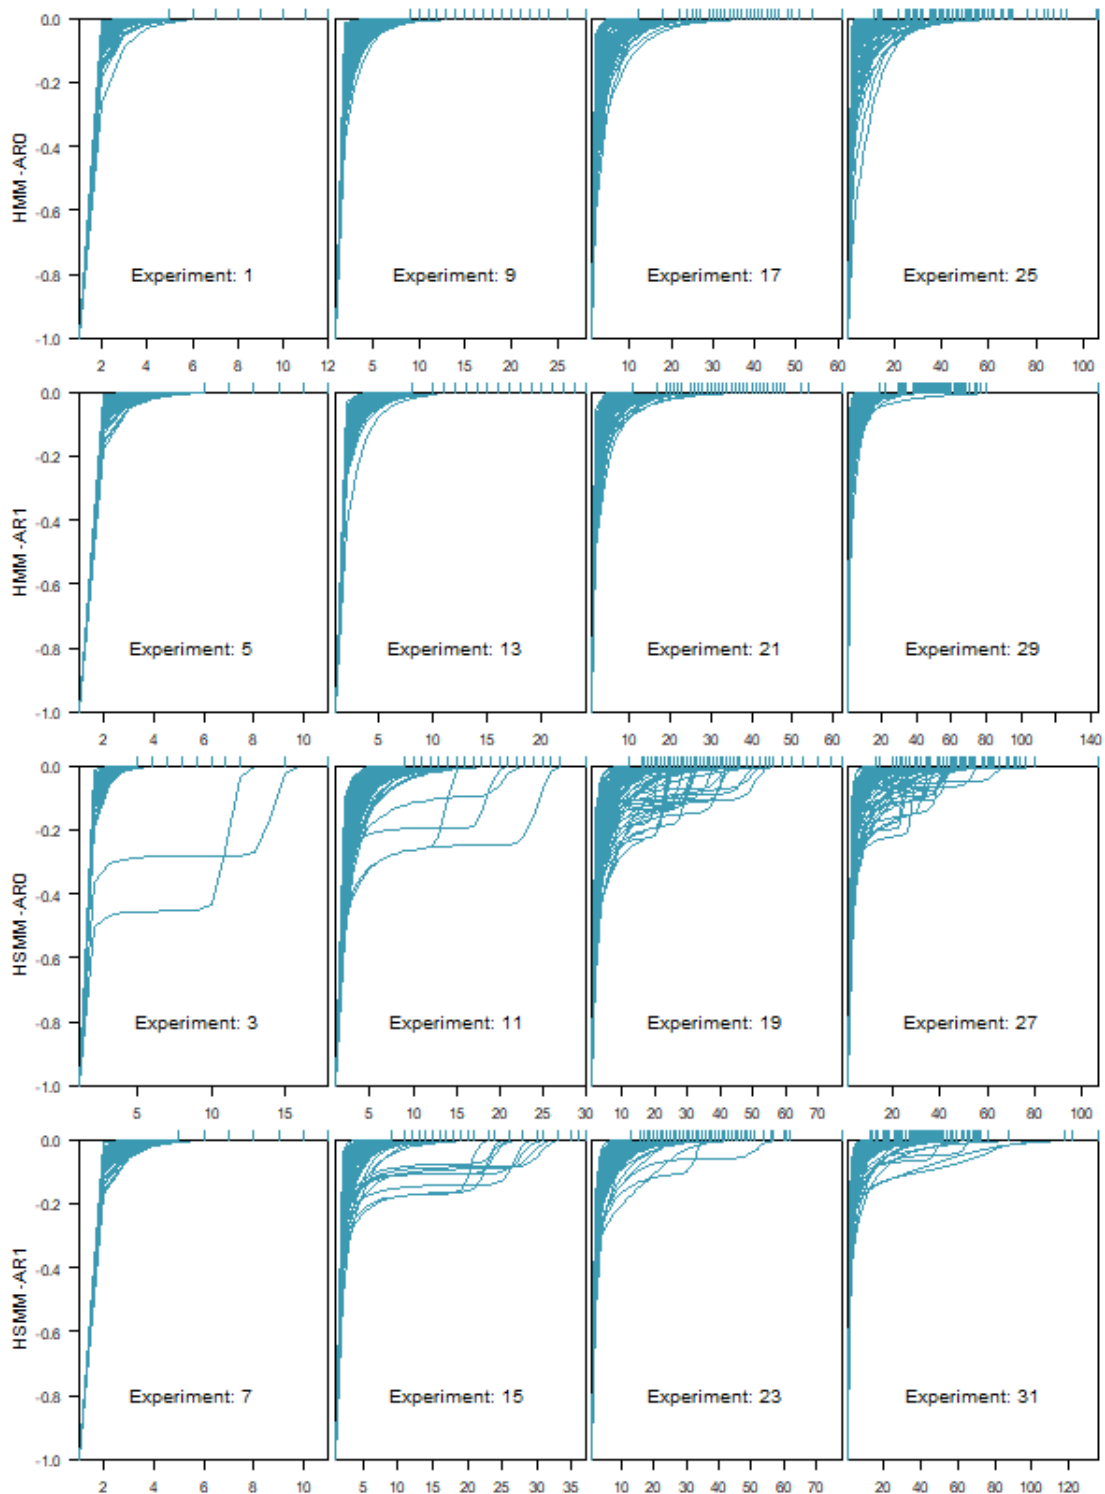 HMM-AR0
0.0
-0.2
-0.4
-0.6
-0.8
-1.0
Experiment: 1
Experiment: 9
Experiment: 17
Experiment: 25
2 4 6 8 10 12
5 10 15 20 25
10 20 30 40 50 60
20 40 60 80 100
HMM-AR1
0.0
-0.2
-0.4
-0.6
-0.8
-1.0
Experiment: 5
Experiment: 13
Experiment: 21
Experiment: 29
2 4 6 8 10
5 10 15 20
10 20 30 40 50 60
20 40 60 80 100 140
HSMM-AR0
0.0
-0.2
-0.4
-0.6
-0.8
-1.0
Experiment: 3
Experiment: 11
Experiment: 19
Experiment: 27
5 10 15
5 10 15 20 25 30
10 20 30 40 50 60 70
20 40 60 80 100
HSMM-AR1
0.0
-0.2
-0.4
-0.6
-0.8
-1.0
Experiment: 7
Experiment: 15
Experiment: 23
Experiment: 31
2 4 6 8 10
5 10 15 20 25 30 35
10 20 30 40 50 60 70
20 40 60 80 100 120